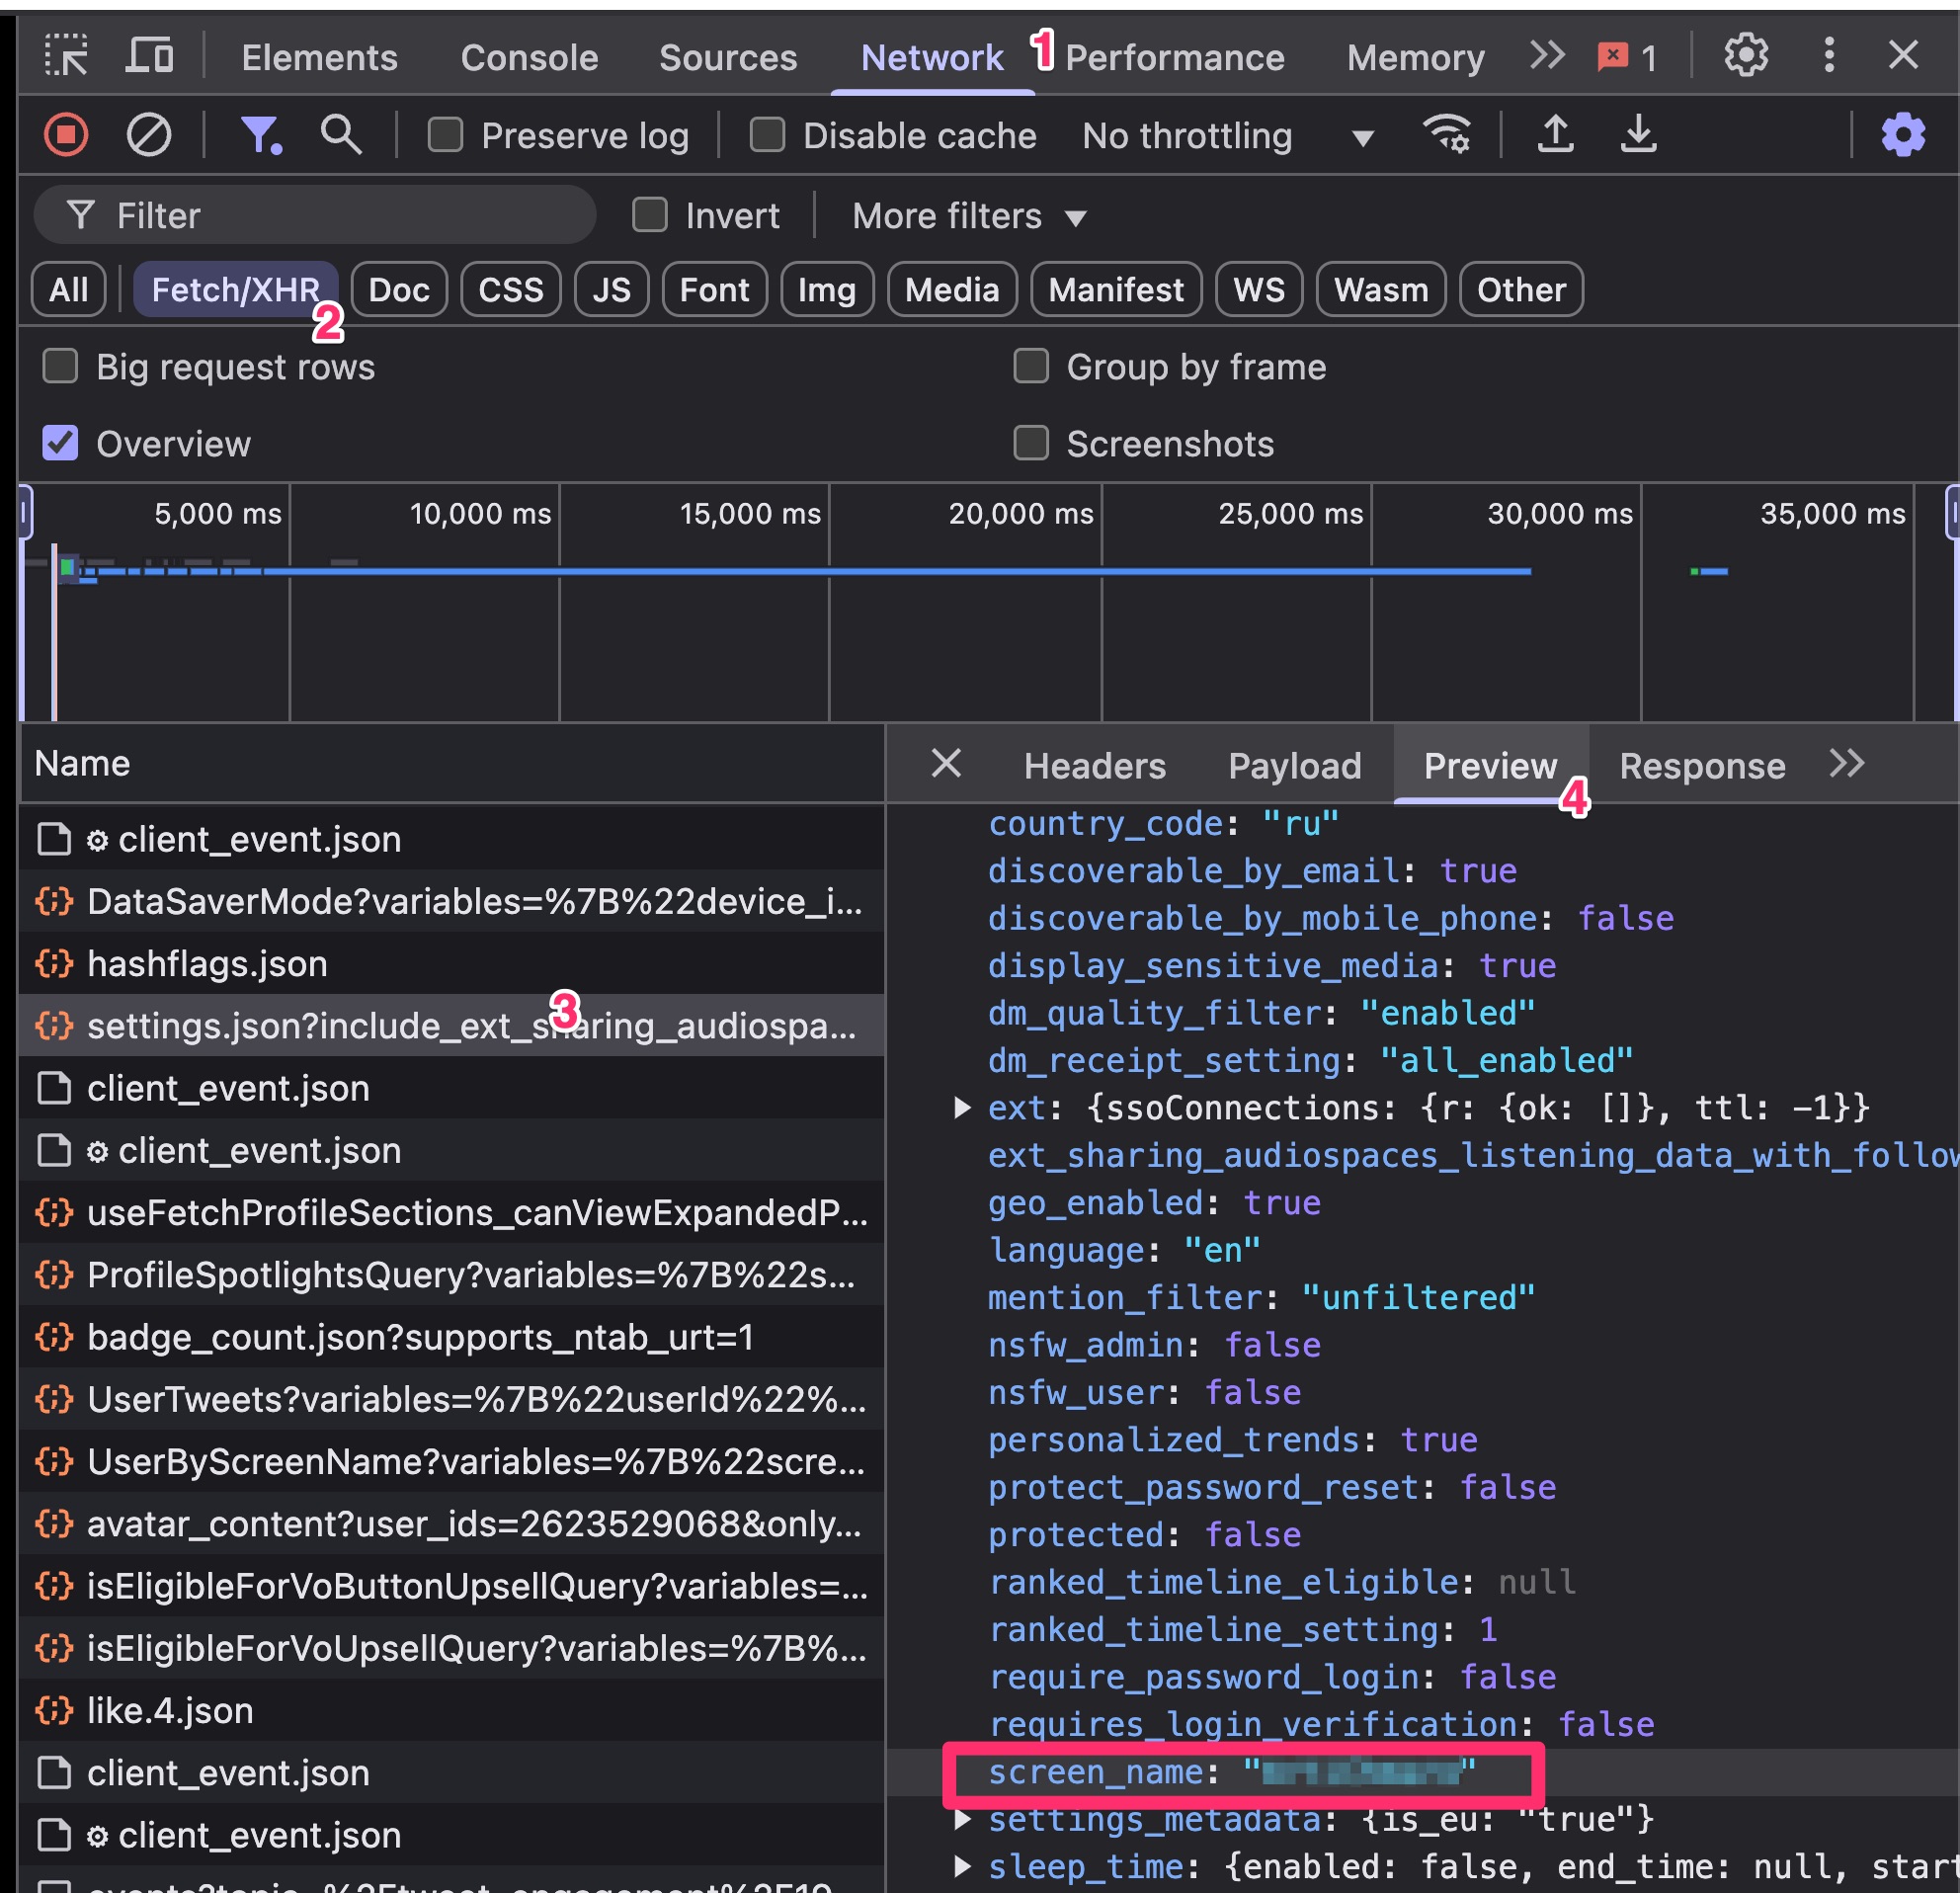 Elements Console Sources Network 1 Performance Memory 1
Preserve log Disable cache No throttling
Filter Invert More filters
All Fetch/XHR Doc CSS JS Font Img Media Manifest WS Wasm Other
2
Big request rows Group by frame
Overview Screenshots
5,000 ms 10,000 ms 15,000 ms 20,000 ms 25,000 ms 30,000 ms 35,000 ms
Name
client_event.json
DataSaverMode?variables=%7B%22device_i...
hashflags.json
3
settings.json?include_ext_sharing_audiospa...
client_event.json
client_event.json
useFetchProfileSections_canViewExpandedP...
ProfileSpotlightsQuery?variables=%7B%22s...
badge_count.json?supports_ntab_urt=1
UserTweets?variables=%7B%22userId%22%...
UserByScreenName?variables=%7B%22scre...
avatar_content?user_ids=2623529068&only...
isEligibleForVoButtonUpsellQuery?variables=...
isEligibleForVoUpsellQuery?variables=%7B%...
like.4.json
client_event.json
client_event.json
Headers Payload Preview Response
4
country_code: "ru"
discoverable_by_email: true
discoverable_by_mobile_phone: false
display_sensitive_media: true
dm_quality_filter: "enabled"
dm_receipt_setting: "all_enabled"
ext: {ssoConnections: {r: {ok: []}, ttl: -1}}
ext_sharing_audiospaces_listening_data_with_follow
geo_enabled: true
language: "en"
mention_filter: "unfiltered"
nsfw_admin: false
nsfw_user: false
personalized_trends: true
protect_password_reset: false
protected: false
ranked_timeline_eligible: null
ranked_timeline_setting: 1
require_password_login: false
requires_login_verification: false
screen_name: ""
settings_metadata: {is_eu: "true"}
sleep_time: {enabled: false, end_time: null, start